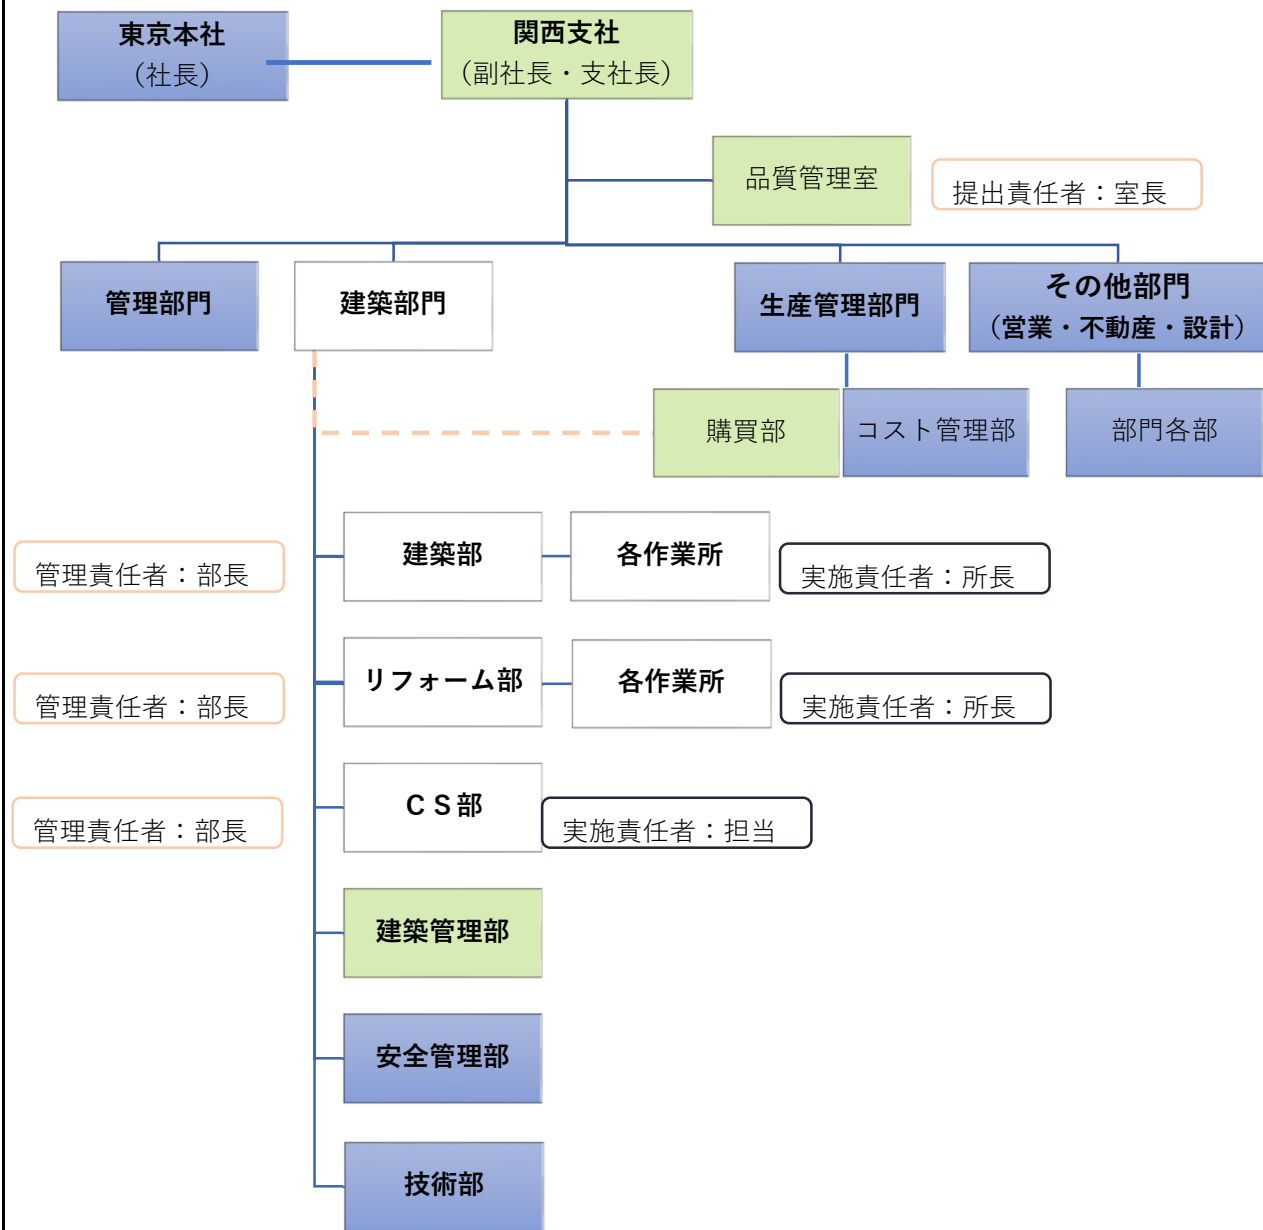 東京本社
（社長）
関西支社
（副社長・支社長）
品質管理室
提出責任者：室長
管理部門
建築部門
生産管理部門
その他部門
（営業・不動産・設計）
購買部
コスト管理部
部門各部
管理責任者：部長
建築部
各作業所
実施責任者：所長
管理責任者：部長
リフォーム部
各作業所
実施責任者：所長
管理責任者：部長
ＣＳ部
実施責任者：担当
建築管理部
安全管理部
技術部